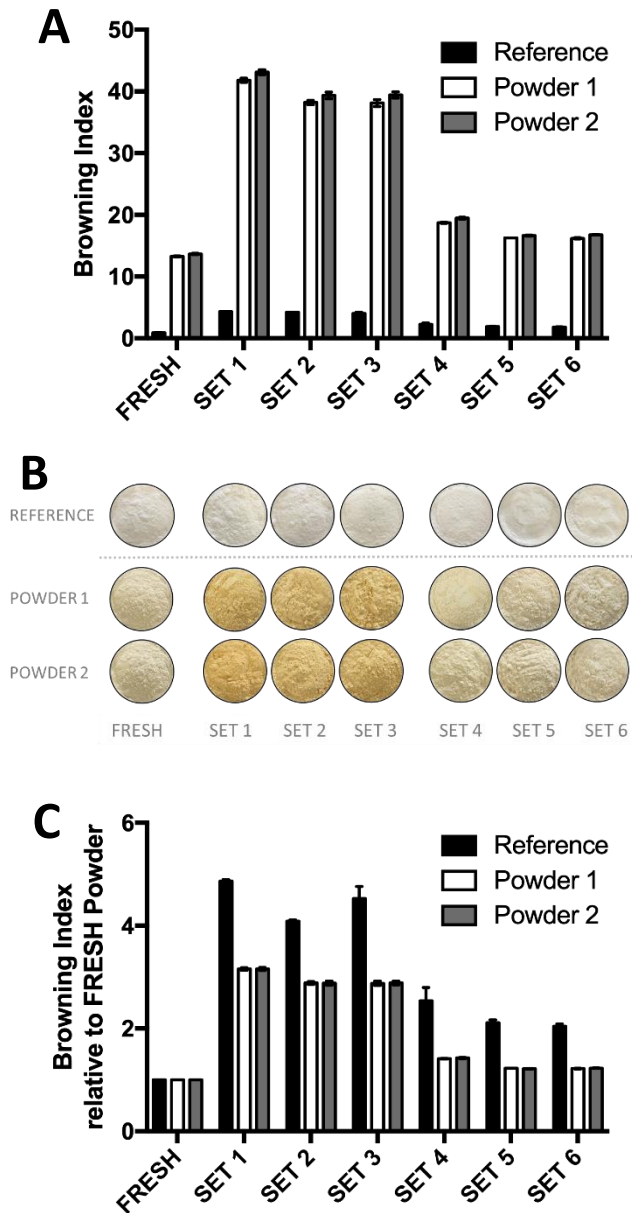 A
50
40
30
20
10
0
Browning Index
Reference
Powder 1
Powder 2
FRESH
SET 1
SET 2
SET 3
SET 4
SET 5
SET 6
B
REFERENCE
POWDER 1
POWDER 2
FRESH SET 1 SET 2 SET 3 SET 4 SET 5 SET 6
C
6
4
2
0
Browning Index
relative to FRESH Powder
Reference
Powder 1
Powder 2
FRESH
SET 1
SET 2
SET 3
SET 4
SET 5
SET 6